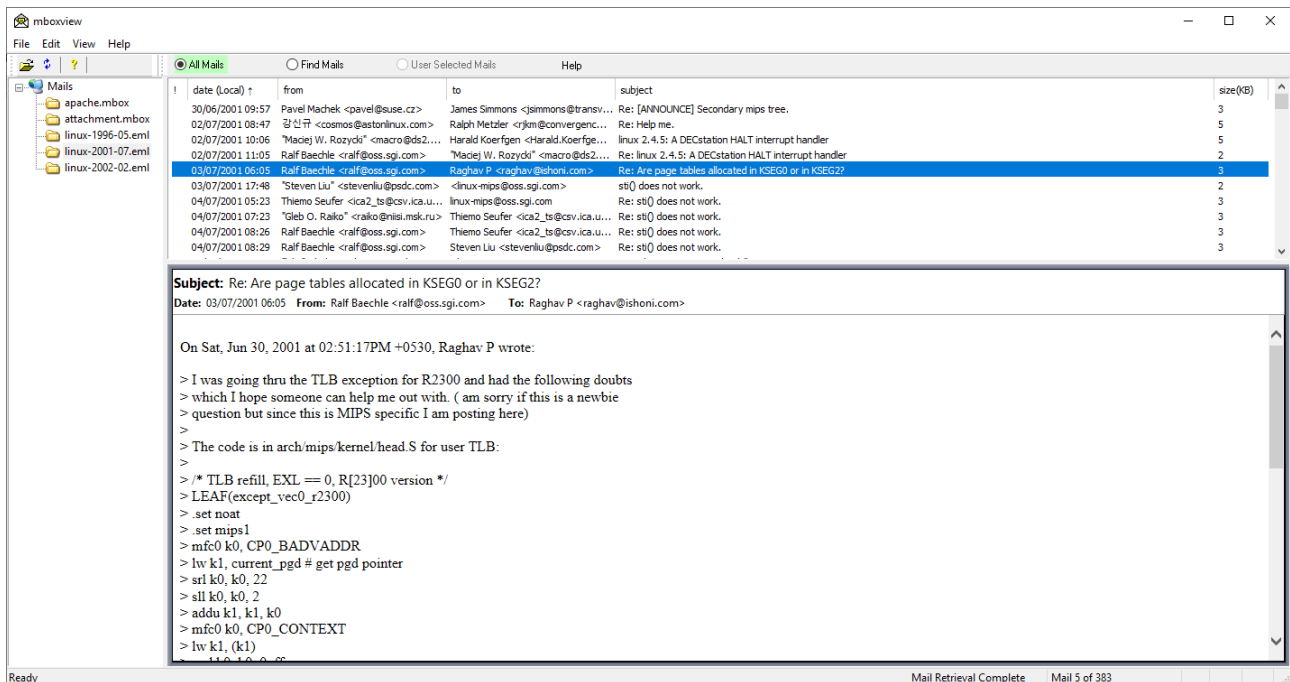 mboxview
File Edit View Help
? All Mails Find Mails User Selected Mails Help
Mails
apache.mbox
attachment.mbox
linux-1996-05.eml
linux-2001-07.eml
linux-2002-02.eml
! date (Local) ↑ from to subject size(KB)
30/06/2001 09:57 Pavel Machek <pavel@suse.cz> James Simmons <jsimmons@transv... Re: [ANNOUNCE] Secondary mips tree. 3
02/07/2001 08:47 강신규 <cosmos@astonlinux.com> Ralph Metzler <rjkm@convergenc... Re: Help me. 5
02/07/2001 10:06 "Maciej W. Rozycki" <macro@ds2.... Harald Koerfgen <Harald.Koerfge... linux 2.4.5: A DECstation HALT interrupt handler 5
02/07/2001 11:05 Ralf Baechle <ralf@oss.sgi.com> "Maciej W. Rozycki" <macro@ds2.... Re: linux 2.4.5: A DECstation HALT interrupt handler 2
03/07/2001 06:05 Ralf Baechle <ralf@oss.sgi.com> Raghav P <raghav@ishoni.com> Re: Are page tables allocated in KSEG0 or in KSEG2? 3
03/07/2001 17:48 "Steven Liu" <stevenliu@psdc.com> <linux-mips@oss.sgi.com> sti() does not work. 2
04/07/2001 05:23 Thiemo Seufer <ica2_ts@csv.ica.u... linux-mips@oss.sgi.com Re: sti() does not work. 3
04/07/2001 07:23 "Gleb O. Raiko" <raiko@niisi.msk.ru> Thiemo Seufer <ica2_ts@csv.ica.u... Re: sti() does not work. 3
04/07/2001 08:26 Ralf Baechle <ralf@oss.sgi.com> Thiemo Seufer <ica2_ts@csv.ica.u... Re: sti() does not work. 3
04/07/2001 08:29 Ralf Baechle <ralf@oss.sgi.com> Steven Liu <stevenliu@psdc.com> Re: sti() does not work. 3
Subject: Re: Are page tables allocated in KSEG0 or in KSEG2?
Date: 03/07/2001 06:05 From: Ralf Baechle <ralf@oss.sgi.com> To: Raghav P <raghav@ishoni.com>
On Sat, Jun 30, 2001 at 02:51:17PM +0530, Raghav P wrote:
> I was going thru the TLB exception for R2300 and had the following doubts
> which I hope someone can help me out with. ( am sorry if this is a newbie
> question but since this is MIPS specific I am posting here)
>
> The code is in arch/mips/kernel/head.S for user TLB:
>
> /* TLB refill, EXL == 0, R[23]00 version */
> LEAF(except_vec0_r2300)
> .set noat
> .set mips1
> mfc0 k0, CP0_BADVADDR
> lw k1, current_pgd # get pgd pointer
> srl k0, k0, 22
> sll k0, k0, 2
> addu k1, k1, k0
> mfc0 k0, CP0_CONTEXT
> lw k1, (k1)
Ready Mail Retrieval Complete Mail 5 of 383